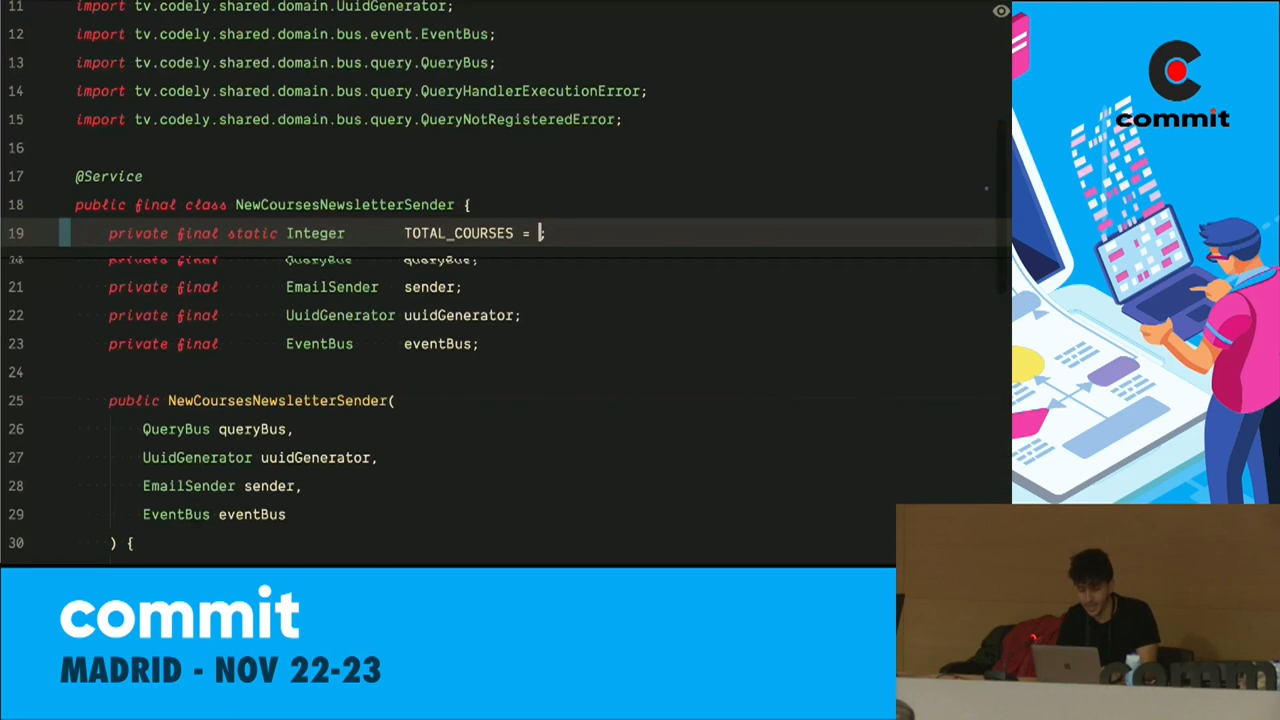 11 import tv.codely.shared.domain.UuidGenerator;
12 import tv.codely.shared.domain.bus.event.EventBus;
13 import tv.codely.shared.domain.bus.query.QueryBus;
14 import tv.codely.shared.domain.bus.query.QueryHandlerExecutionError;
15 import tv.codely.shared.domain.bus.query.QueryNotRegisteredError;
16
17 @Service
18 public final class NewCoursesNewsletterSender {
19 private final static Integer TOTAL_COURSES = ;
private final QueryBus queryBus;
21 private final EmailSender sender;
22 private final UuidGenerator uuidGenerator;
23 private final EventBus eventBus;
24
25 public NewCoursesNewsletterSender(
26 QueryBus queryBus,
27 UuidGenerator uuidGenerator,
28 EmailSender sender,
29 EventBus eventBus
30 ) {
commit
commit
MADRID - NOV 22-23
comm